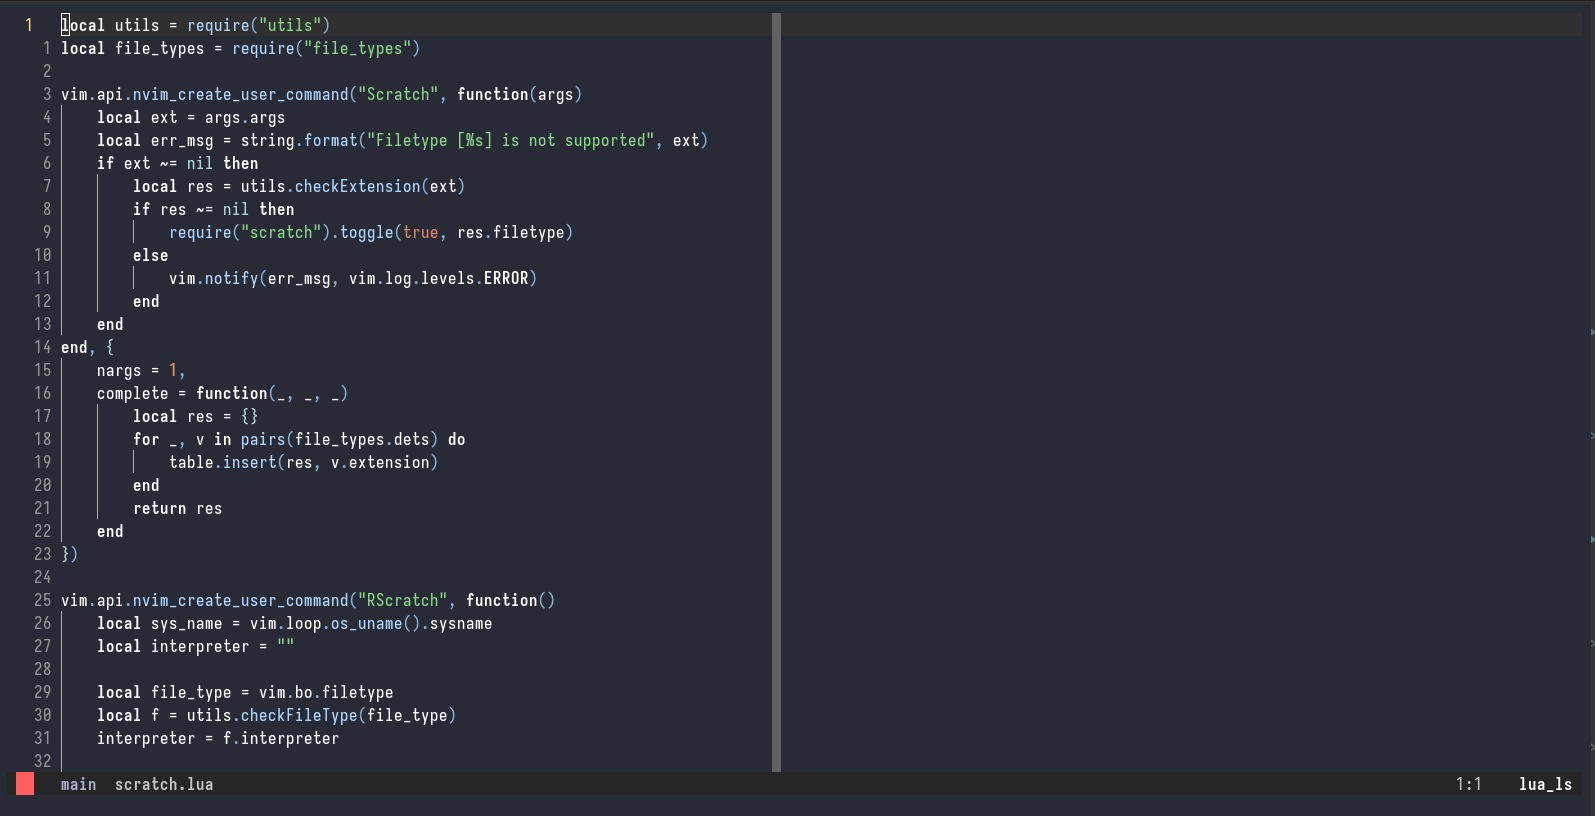 1 local utils = require("utils")
1 local file_types = require("file_types")
2
3 vim.api.nvim_create_user_command("Scratch", function(args)
4     local ext = args.args
5     local err_msg = string.format("Filetype [%s] is not supported", ext)
6     if ext ~= nil then
7         local res = utils.checkExtension(ext)
8         if res ~= nil then
9             require("scratch").toggle(true, res.filetype)
10         else
11             vim.notify(err_msg, vim.log.levels.ERROR)
12         end
13     end
14 end, {
15     nargs = 1,
16     complete = function(_, _, _)
17         local res = {}
18         for _, v in pairs(file_types.dets) do
19             table.insert(res, v.extension)
20         end
21         return res
22     end
23 })
24
25 vim.api.nvim_create_user_command("RScratch", function()
26     local sys_name = vim.loop.os_uname().sysname
27     local interpreter = ""
28
29     local file_type = vim.bo.filetype
30     local f = utils.checkFileType(file_type)
31     interpreter = f.interpreter
32
main scratch.lua 1:1 lua_ls